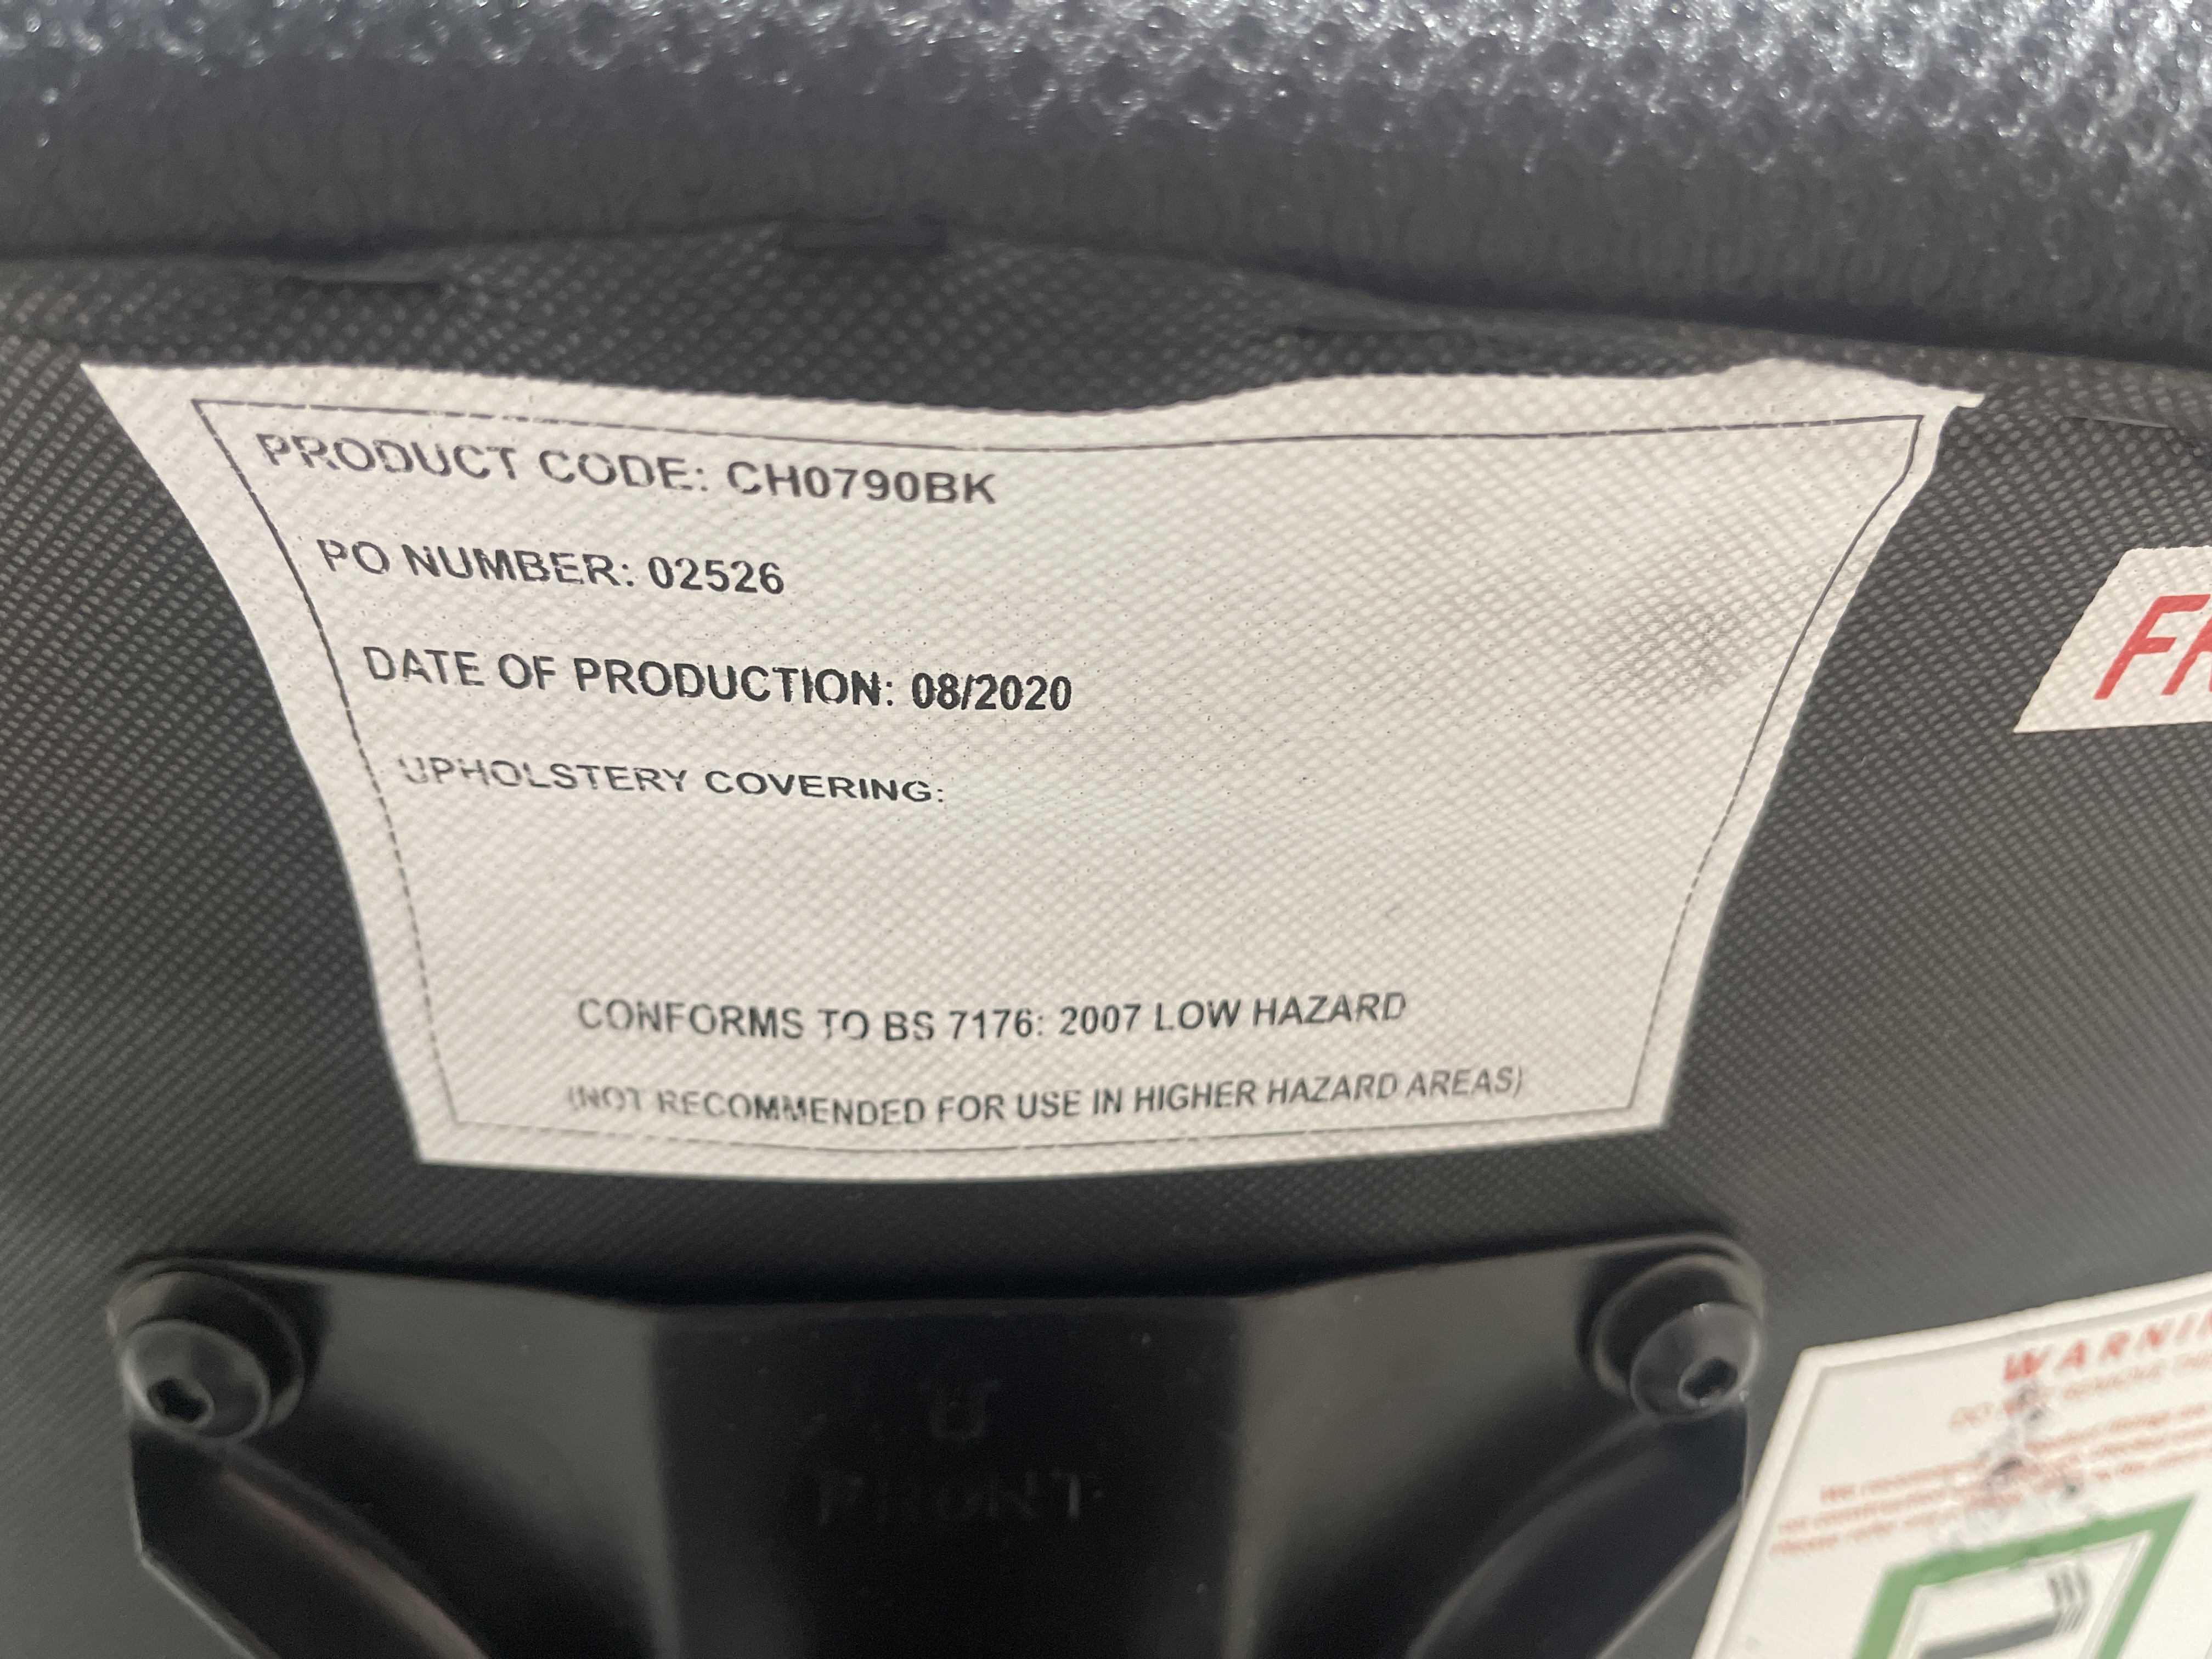 PRODUCT CODE: CH0790BK
PO NUMBER: 02526
DATE OF PRODUCTION: 08/2020
UPHOLSTERY COVERING:
CONFORMS TO BS 7176: 2007 LOW HAZARD
(NOT RECOMMENDED FOR USE IN HIGHER HAZARD AREAS)
FRONT